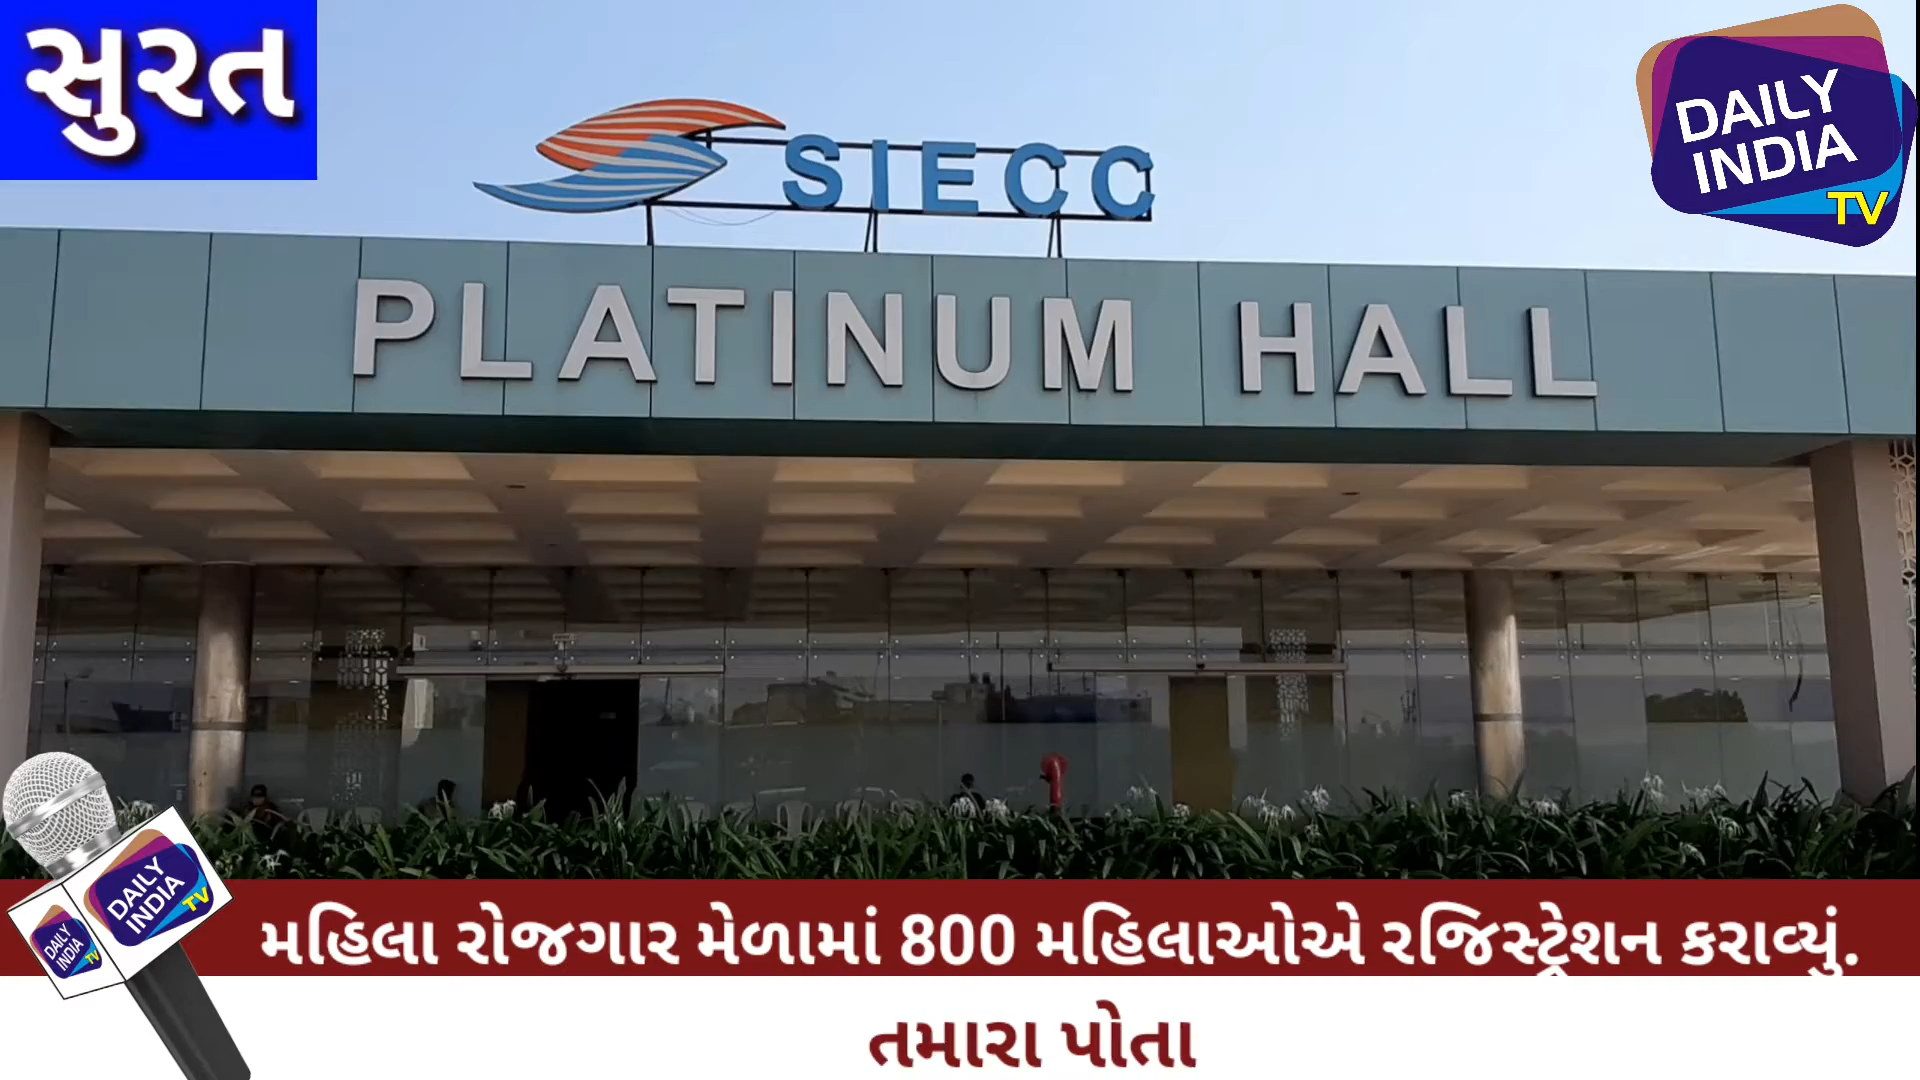 સુરત
DAILY
INDIA
TV
SIECC
PLATINUM HALL
DAILY
INDIA
TV
DAILY
INDIA
TV
મહિલા રોજગાર મેળામાં 800 મહિલાઓએ રજિસ્ટ્રેશન કરાવ્યું.
તમારા પોતા